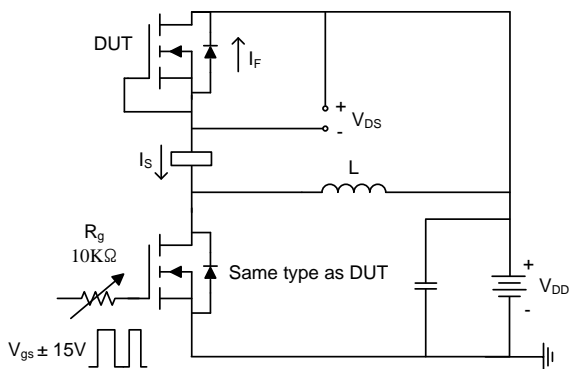 DUT
I_F
+
V_DS
-
I_S
L
R_g
10KΩ
Same type as DUT
+
V_DD
-
V_gs ± 15V